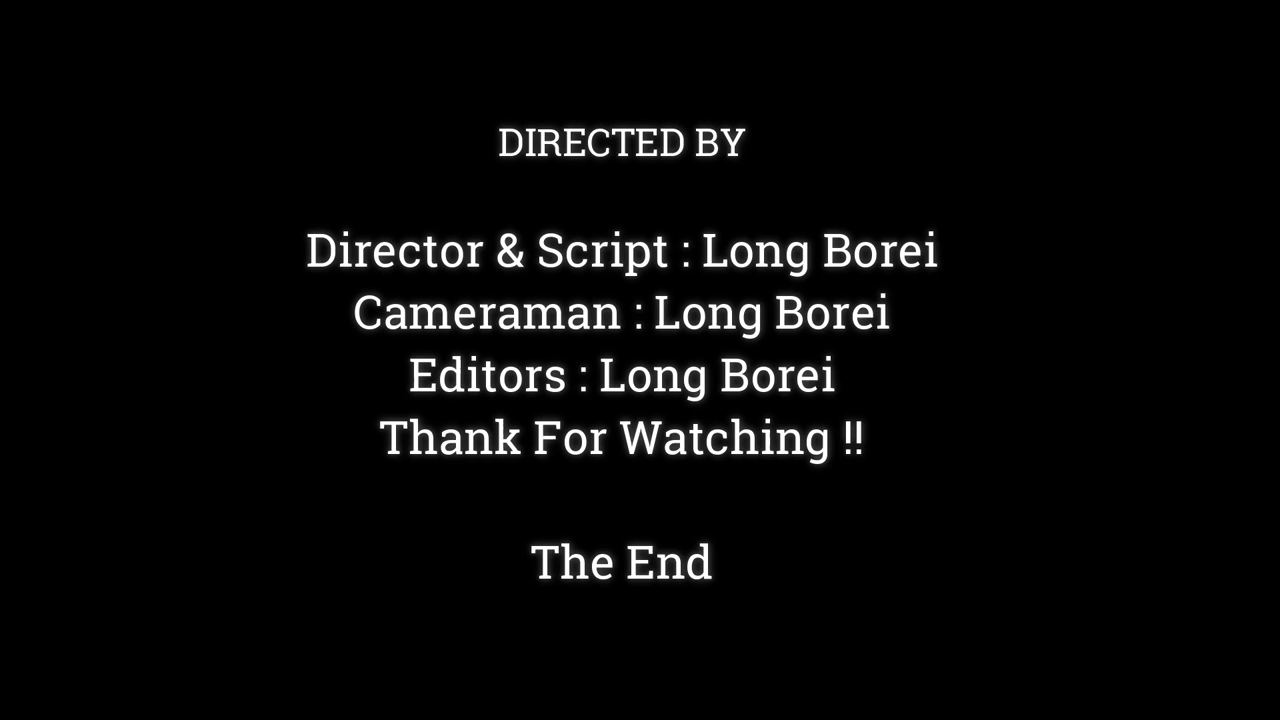 DIRECTED BY
Director & Script : Long Borei
Cameraman : Long Borei
Editors : Long Borei
Thank For Watching !!
The End